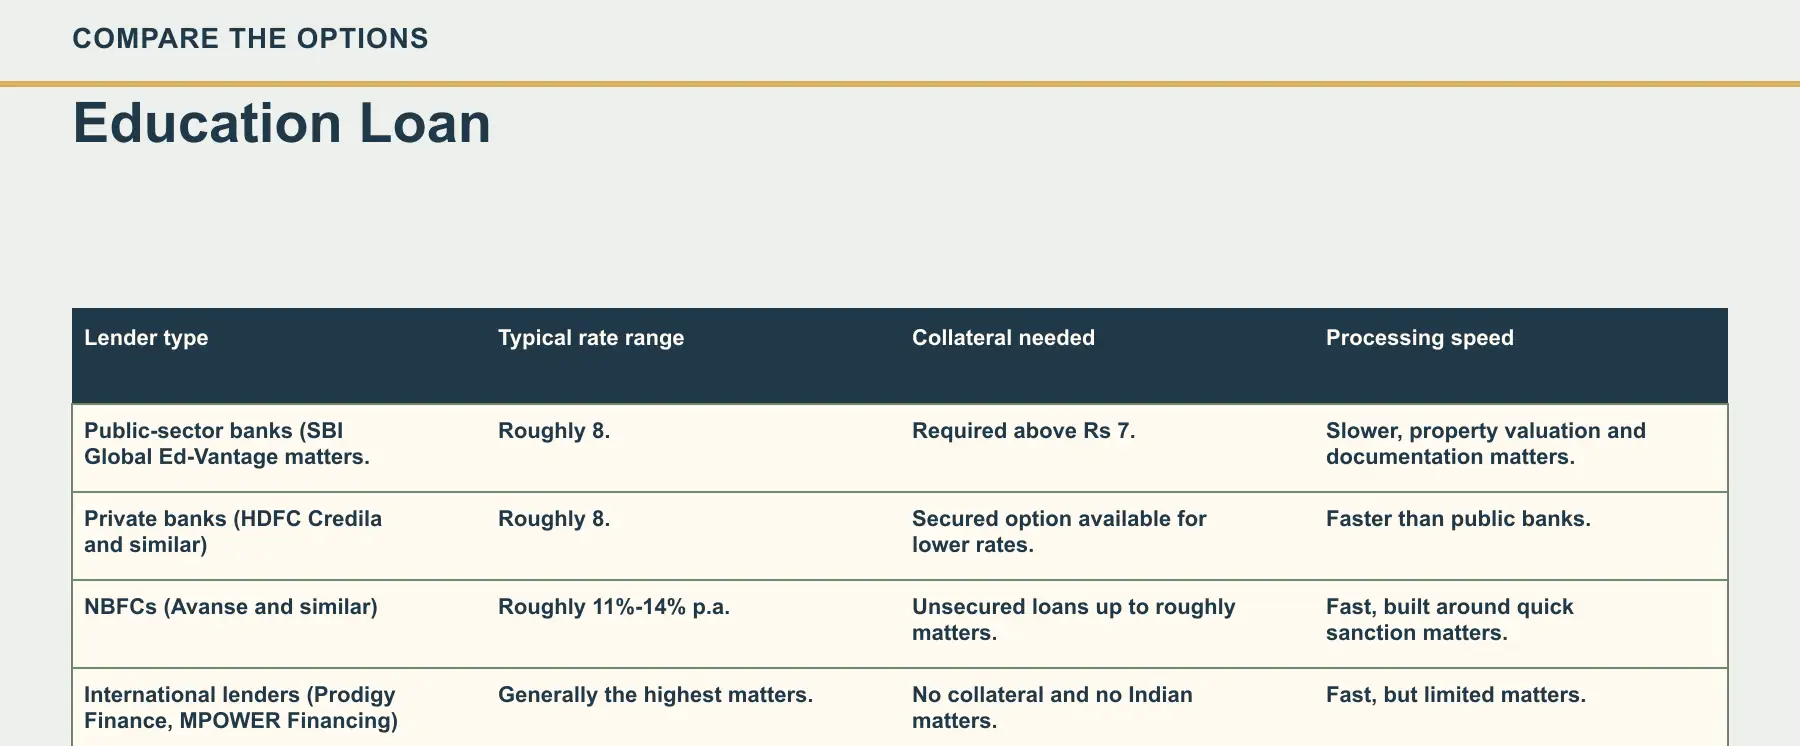 COMPARE THE OPTIONS
Education Loan
Lender type
Typical rate range
Collateral needed
Processing speed
Public-sector banks (SBI
Global Ed-Vantage matters.
Roughly 8.
Required above Rs 7.
Slower, property valuation and
documentation matters.
Private banks (HDFC Credila
and similar)
Roughly 8.
Secured option available for
lower rates.
Faster than public banks.
NBFCs (Avanse and similar)
Roughly 11%-14% p.a.
Unsecured loans up to roughly
matters.
Fast, built around quick
sanction matters.
International lenders (Prodigy
Finance, MPOWER Financing)
Generally the highest matters.
No collateral and no Indian
matters.
Fast, but limited matters.